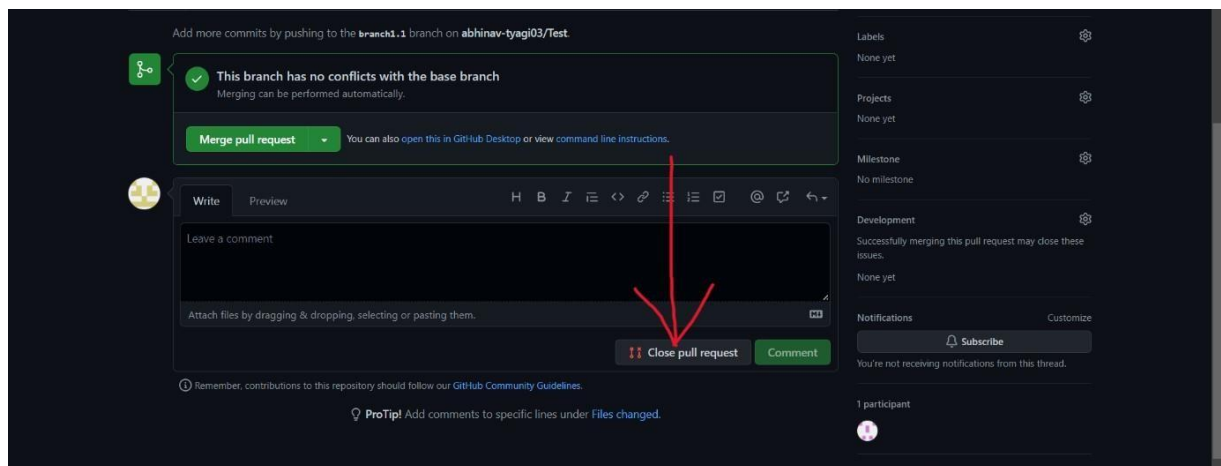 Add more commits by pushing to the branch1.1 branch on abhinav-tyagi03/Test.
This branch has no conflicts with the base branch
Merging can be performed automatically.
Merge pull request
You can also open this in GitHub Desktop or view command line instructions.
Write Preview
H B I
Leave a comment
Attach files by dragging & dropping, selecting or pasting them.
Close pull request Comment
Remember, contributions to this repository should follow our GitHub Community Guidelines.
ProTip! Add comments to specific lines under Files changed.
Labels
None yet
Projects
None yet
Milestone
No milestone
Development
Successfully merging this pull request may close these
issues.
None yet
Notifications Customize
Subscribe
You're not receiving notifications from this thread.
1 participant